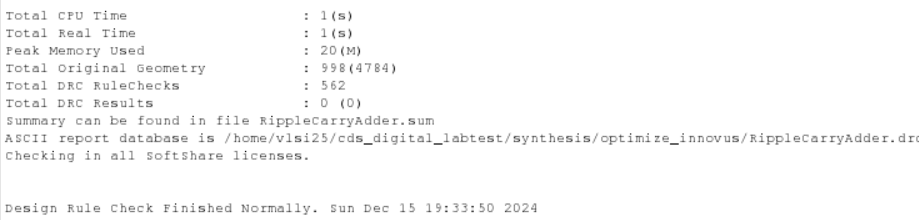 Total CPU Time : 1(s)
Total Real Time : 1(s)
Peak Memory Used : 20(M)
Total Original Geometry : 998(4784)
Total DRC RuleChecks : 562
Total DRC Results : 0 (0)
Summary can be found in file RippleCarryAdder.sum
ASCII report database is /home/vlsi25/cds_digital_labtest/synthesis/optimize_innovus/RippleCarryAdder.drc
Checking in all SoftShare licenses.
Design Rule Check Finished Normally. Sun Dec 15 19:33:50 2024